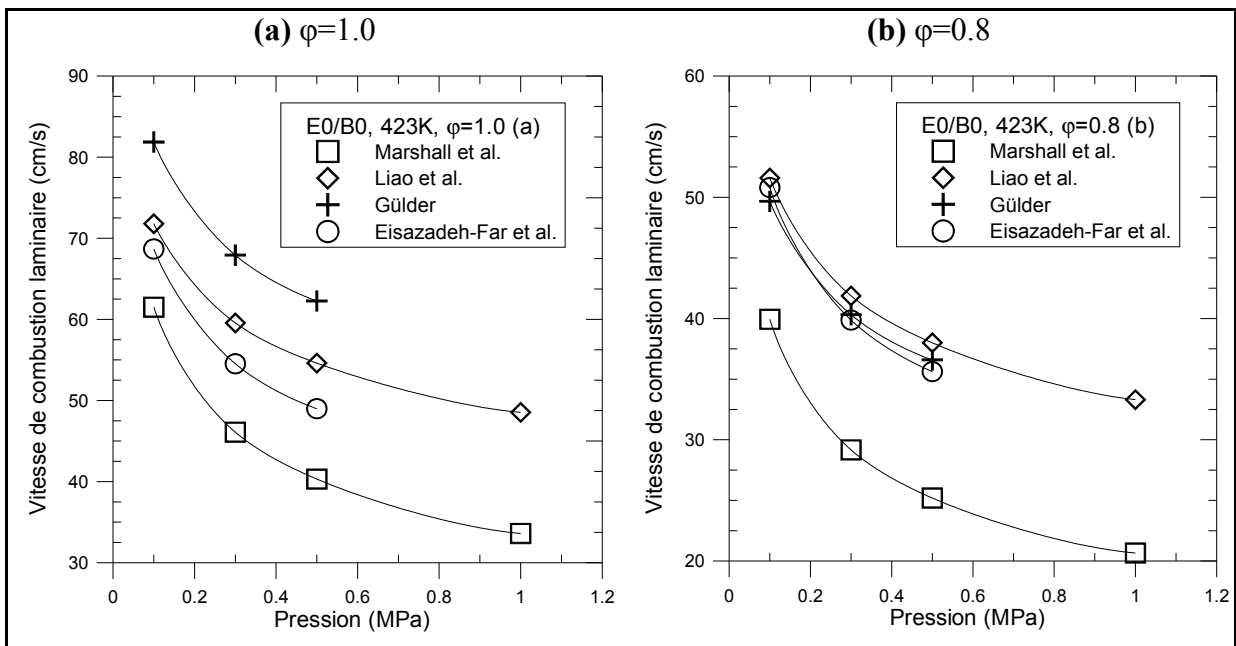 (a) φ=1.0
90
80
70
60
50
40
30
Vitesse de combustion laminaire (cm/s)
E0/B0, 423K, φ=1.0 (a)
Marshall et al.
Liao et al.
Gülder
Eisazadeh-Far et al.
0 0.2 0.4 0.6 0.8 1 1.2
Pression (MPa)
(b) φ=0.8
60
50
40
30
20
Vitesse de combustion laminaire (cm/s)
E0/B0, 423K, φ=0.8 (b)
Marshall et al.
Liao et al.
Gülder
Eisazadeh-Far et al.
0 0.2 0.4 0.6 0.8 1 1.2
Pression (MPa)